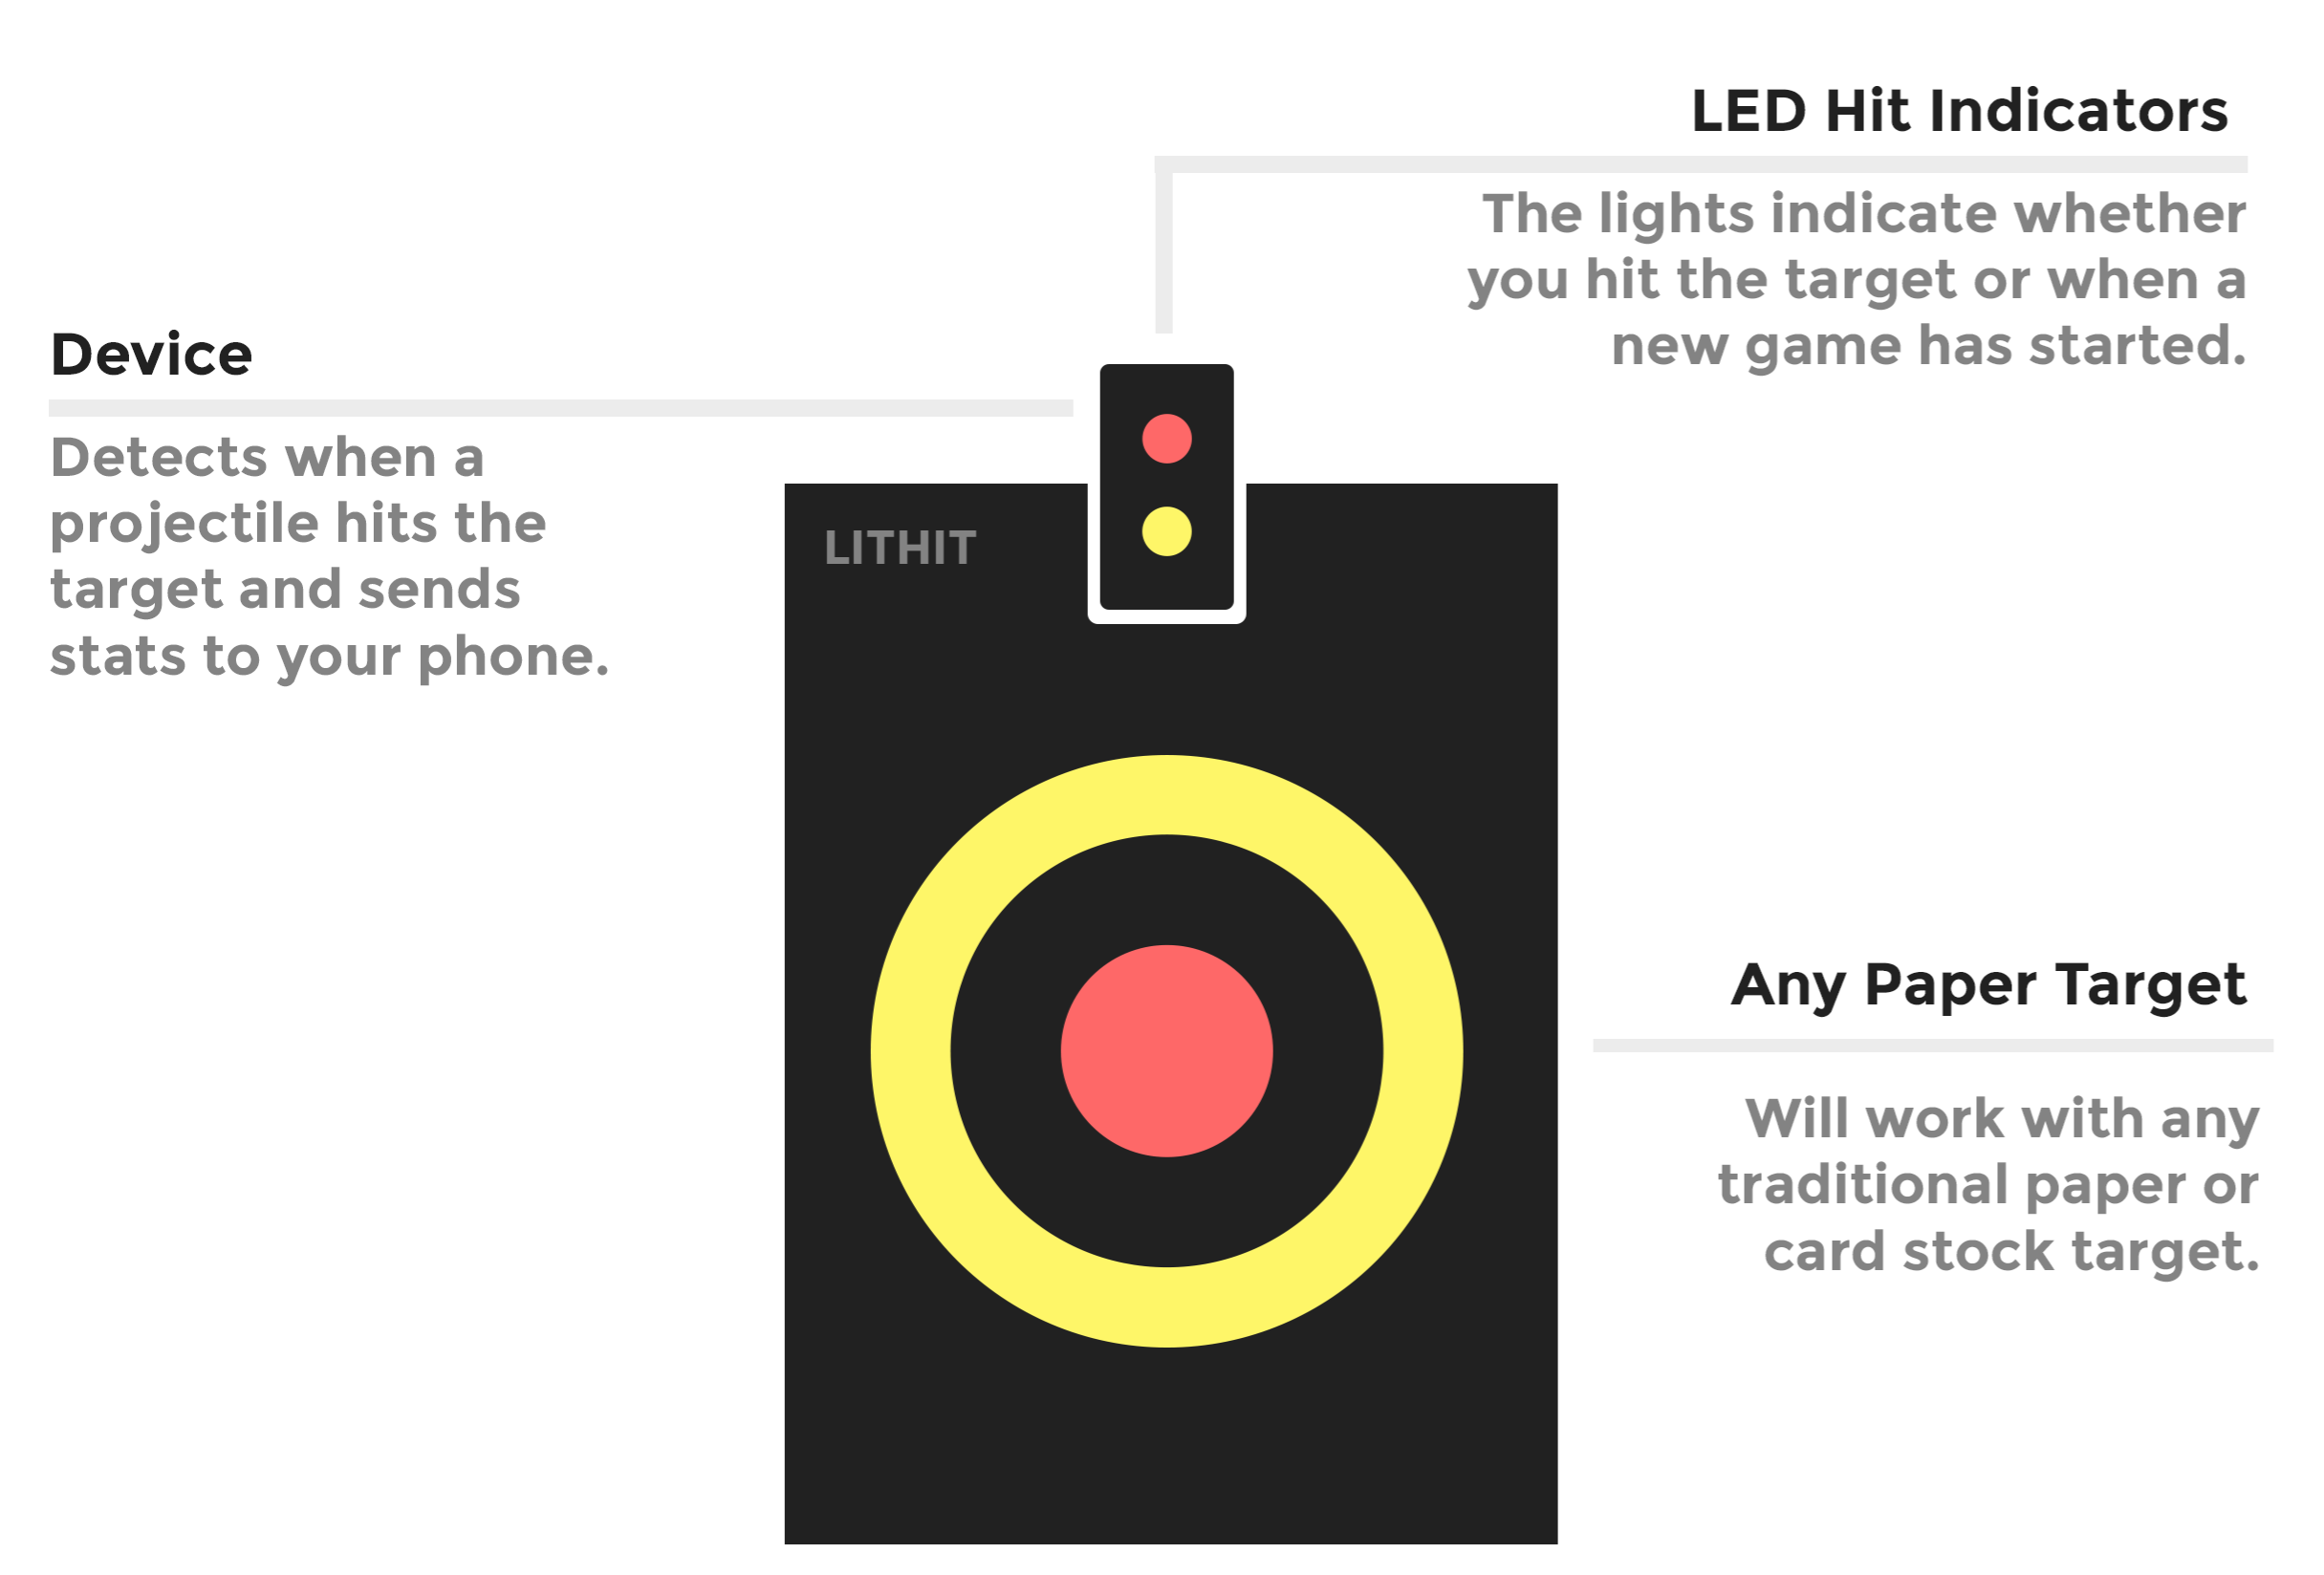 LED Hit Indicators
The lights indicate whether
you hit the target or when a
new game has started.
Device
Detects when a
projectile hits the
target and sends
stats to your phone.
LITHIT
Any Paper Target
Will work with any
traditional paper or
card stock target.